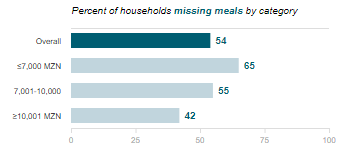 Percent of households missing meals by category
Overall 54
≤7,000 MZN 65
7,001-10,000 55
≥10,001 MZN 42
0 25 50 75 100